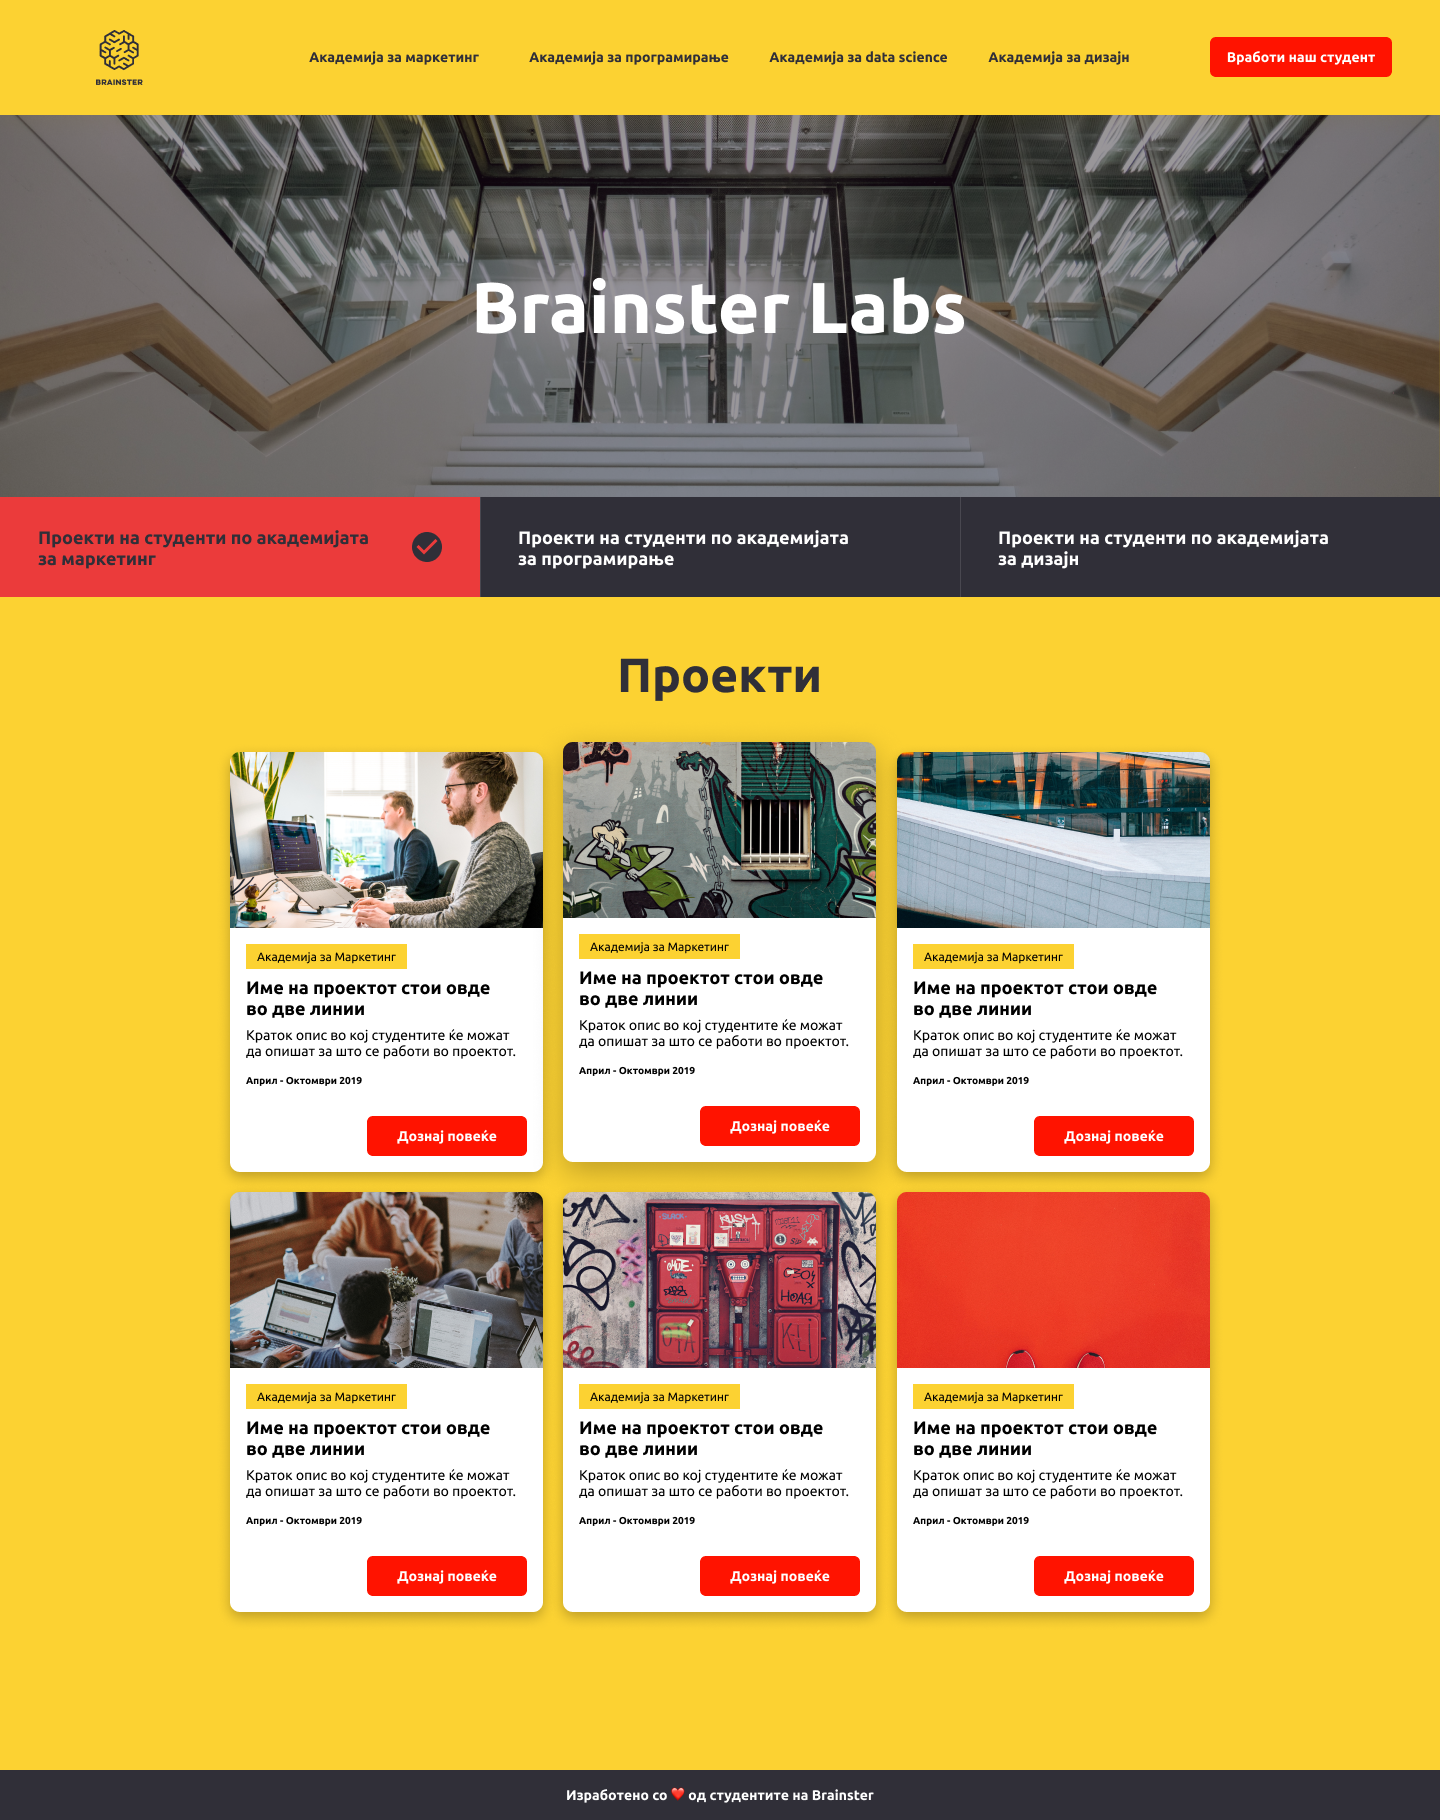 BRAINSTER
Академија за маркетинг
Академија за програмирање
Академија за data science
Академија за дизајн
Вработи наш студент
Brainster Labs
Проекти на студенти по академијата
за маркетинг
Проекти на студенти по академијата
за програмирање
Проекти на студенти по академијата
за дизајн
Проекти
Академија за Маркетинг
Име на проектот стои овде
во две линии
Краток опис во кој студентите ќе можат
да опишат за што се работи во проектот.
Април - Октомври 2019
Дознај повеќе
Академија за Маркетинг
Име на проектот стои овде
во две линии
Краток опис во кој студентите ќе можат
да опишат за што се работи во проектот.
Април - Октомври 2019
Дознај повеќе
Академија за Маркетинг
Име на проектот стои овде
во две линии
Краток опис во кој студентите ќе можат
да опишат за што се работи во проектот.
Април - Октомври 2019
Дознај повеќе
Академија за Маркетинг
Име на проектот стои овде
во две линии
Краток опис во кој студентите ќе можат
да опишат за што се работи во проектот.
Април - Октомври 2019
Дознај повеќе
Академија за Маркетинг
Име на проектот стои овде
во две линии
Краток опис во кој студентите ќе можат
да опишат за што се работи во проектот.
Април - Октомври 2019
Дознај повеќе
Академија за Маркетинг
Име на проектот стои овде
во две линии
Краток опис во кој студентите ќе можат
да опишат за што се работи во проектот.
Април - Октомври 2019
Дознај повеќе
Изработено со ❤️ од студентите на Brainster